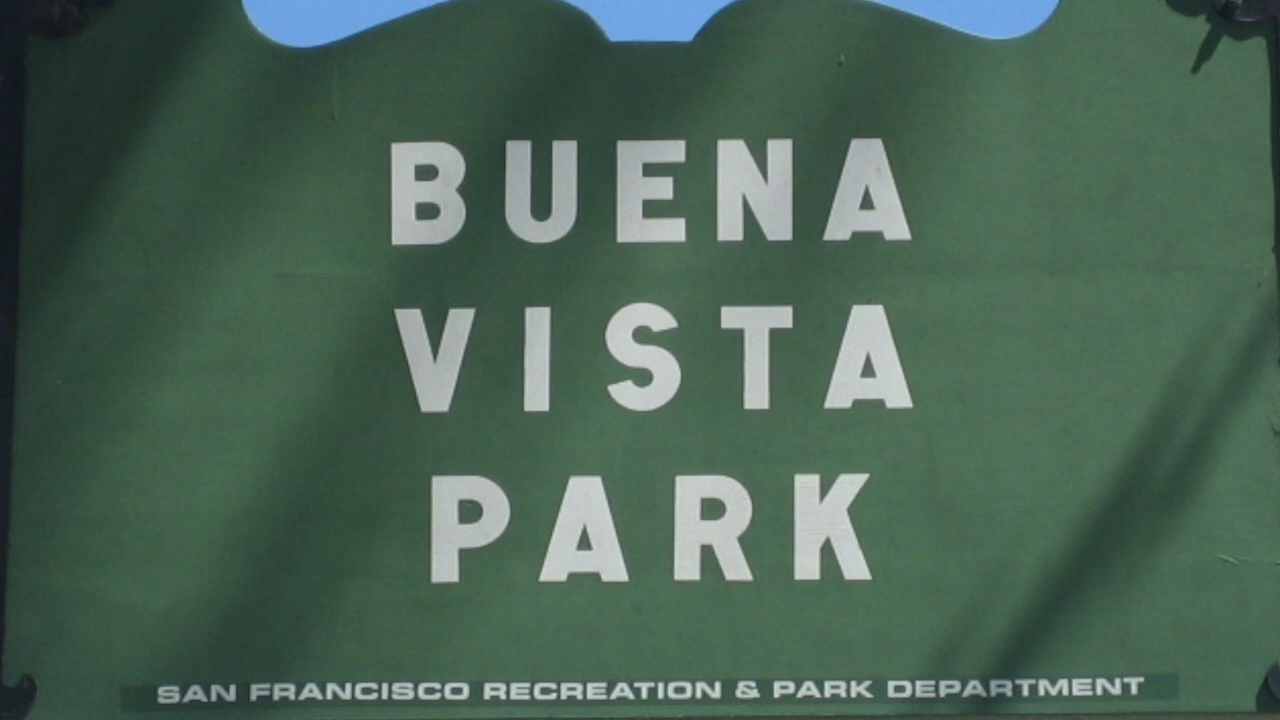 BUENA
VISTA
PARK
SAN FRANCISCO RECREATION & PARK DEPARTMENT